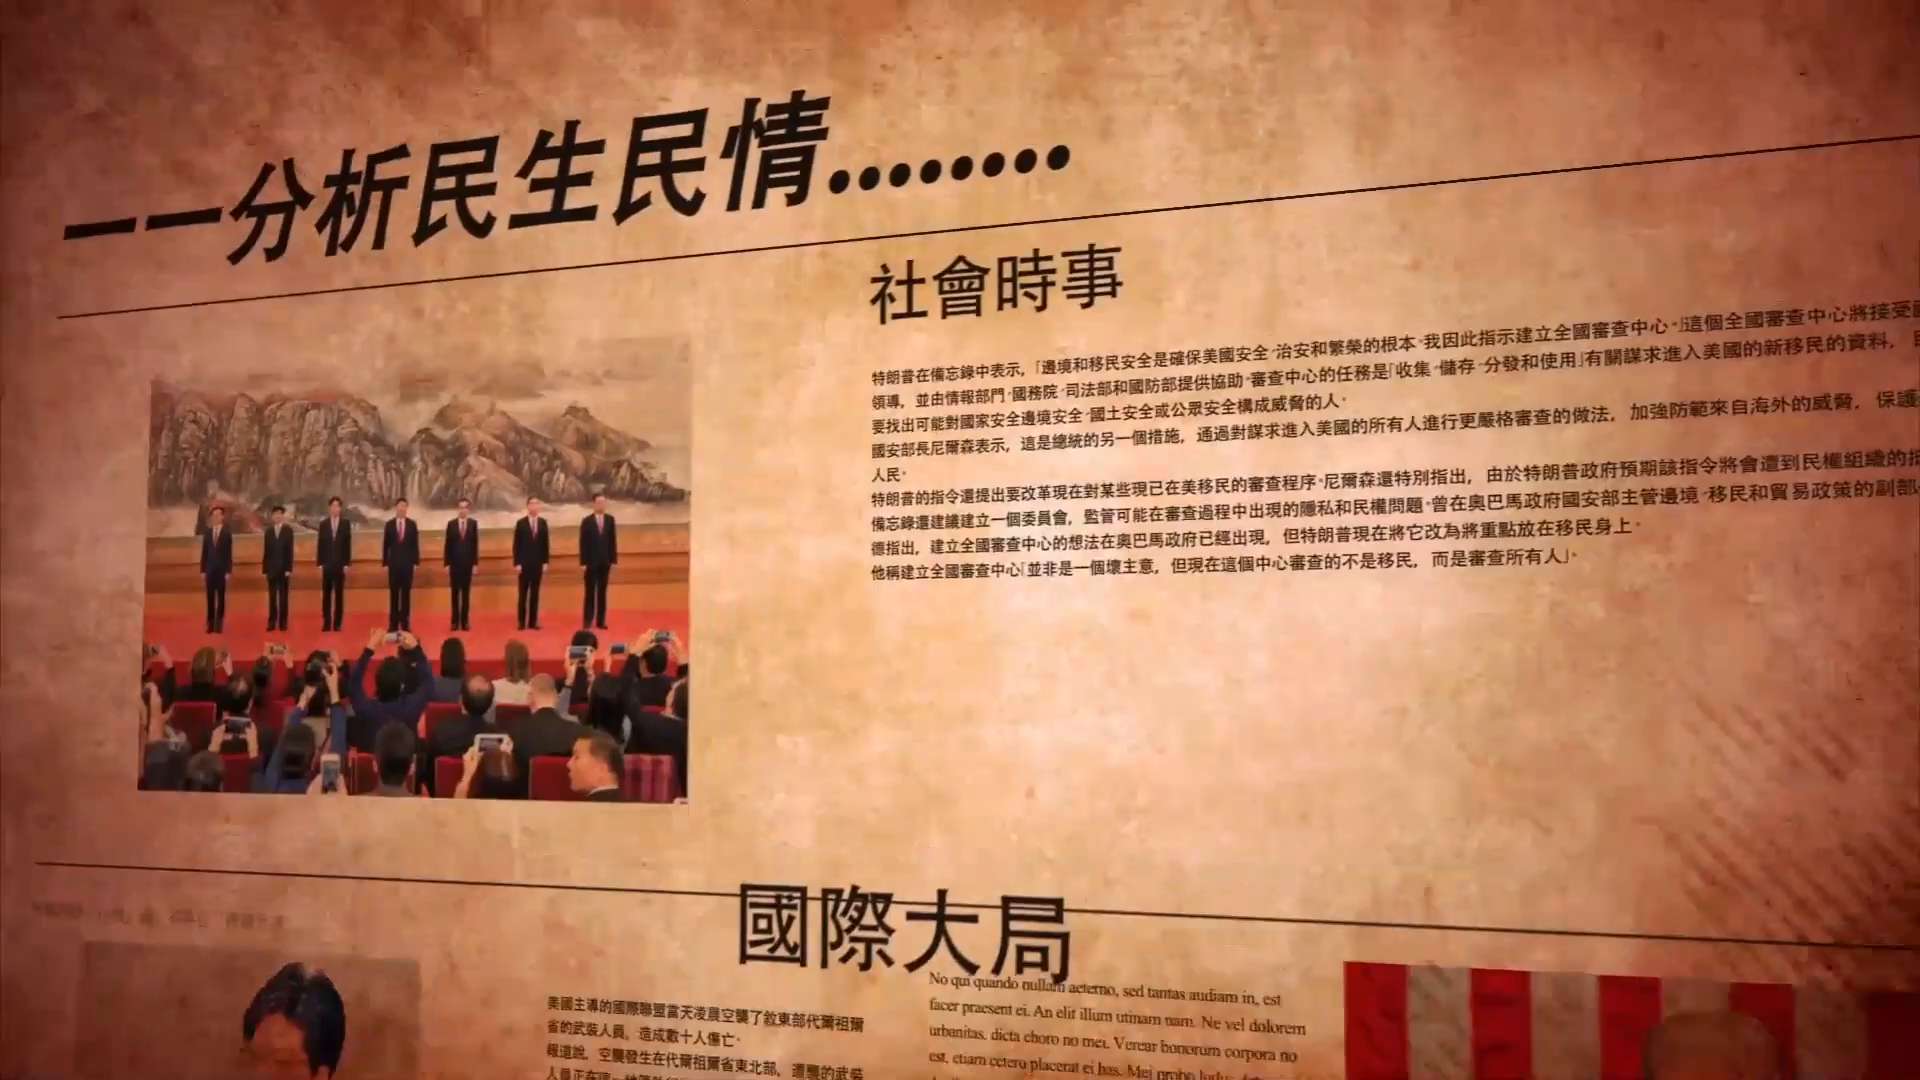 一一分析民生民情........
社會時事
特朗普在備忘錄中表示，「邊境和移民安全是確保美國安全、治安和繁榮的根本。我因此指示建立全國審查中心。」這個全國審查中心將接受
領導，並由情報部門、國務院、司法部和國防部提供協助。審查中心的任務是「收集、儲存、分發和使用」有關謀求進入美國的新移民的資料，
要找出可能對國家安全邊境安全、國土安全或公眾安全構成威脅的人。
國安部長尼爾森表示，這是總統的另一個措施，通過對謀求進入美國的所有人進行更嚴格審查的做法，加強防範來自海外的威脅，保護
人民。
特朗普的指令還提出要改革現在對某些現已在美移民的審查程序。尼爾森還特別指出，由於特朗普政府預期該指令將會遭到民權組織的
備忘錄還建議建立一個委員會，監管可能在審查過程中出現的隱私和民權問題。曾在奧巴馬政府國安部主管邊境、移民和貿易政策的副部
德指出，建立全國審查中心的想法在奧巴馬政府已經出現，但特朗普現在將它改為將重點放在移民身上。
他稱建立全國審查中心「並非是一個壞主意，但現在這個中心審查的不是移民，而是審查所有人」。
國際大局
美國主導的國際聯盟當天凌晨空襲了敘東部代爾祖爾
省的武裝人員，造成數十人傷亡。
報道說，空襲發生在代爾祖爾省東北部，遭襲的武裝
人員正在這一地區
No qui quando nullam aeterno, sed tantas audiam in, est
facer praesent ei. An elit illum utinam nam. Ne vel dolorem
urbanitas, dicta choro no mei. Verear bonorum corpora no
est, etiam cetero placerat ei has. Mei probo ludus